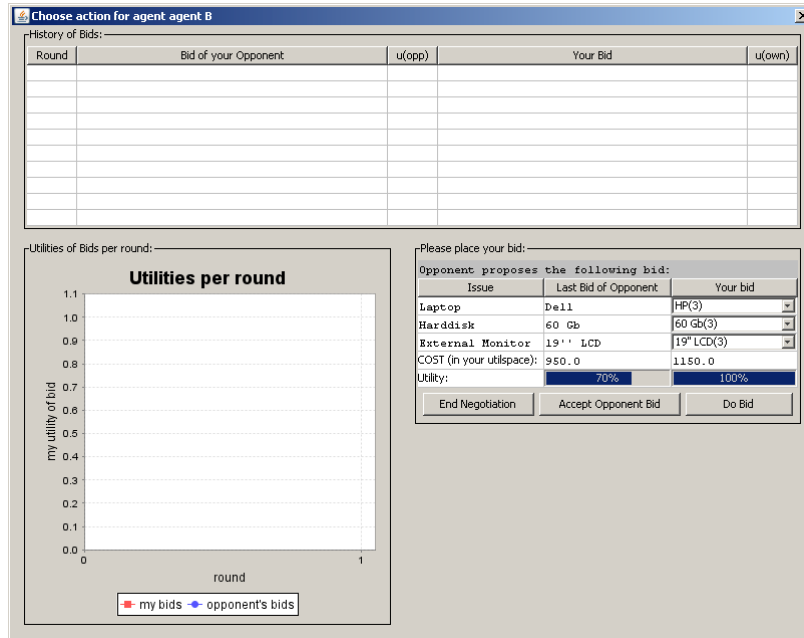 Choose action for agent agent B
History of Bids:
Round Bid of your Opponent u(opp) Your Bid u(own)
Utilities of Bids per round:
Utilities per round
1.1
1.0
0.9
0.8
0.7
0.6
0.5
0.4
0.3
0.2
0.1
0.0
my utility of bid
0 1
round
my bids opponent's bids
Please place your bid:
Opponent proposes the following bid:
Issue Last Bid of Opponent Your bid
Laptop Dell HP(3)
Harddisk 60 Gb 60 Gb(3)
External Monitor 19'' LCD 19" LCD(3)
COST (in your utilspace): 950.0 1150.0
Utility: 70% 100%
End Negotiation Accept Opponent Bid Do Bid